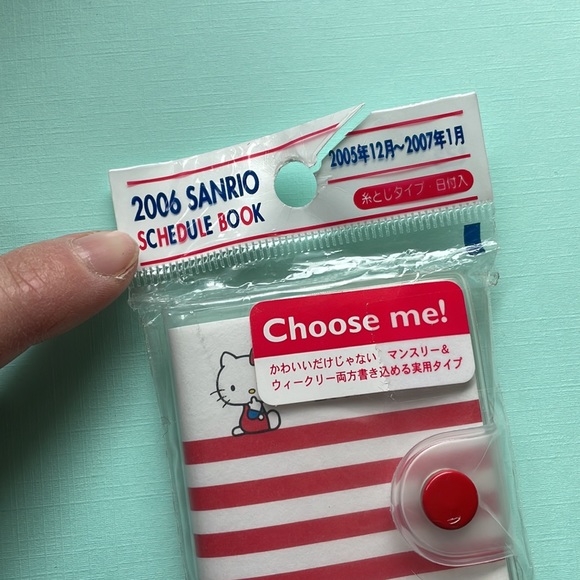 2006 SANRIO
SCHEDULE BOOK
2005年12月〜2007年1月
糸とじタイプ・日付入
Choose me!
かわいいだけじゃない マンスリー&
ウィークリー両方書き込める実用タイプ